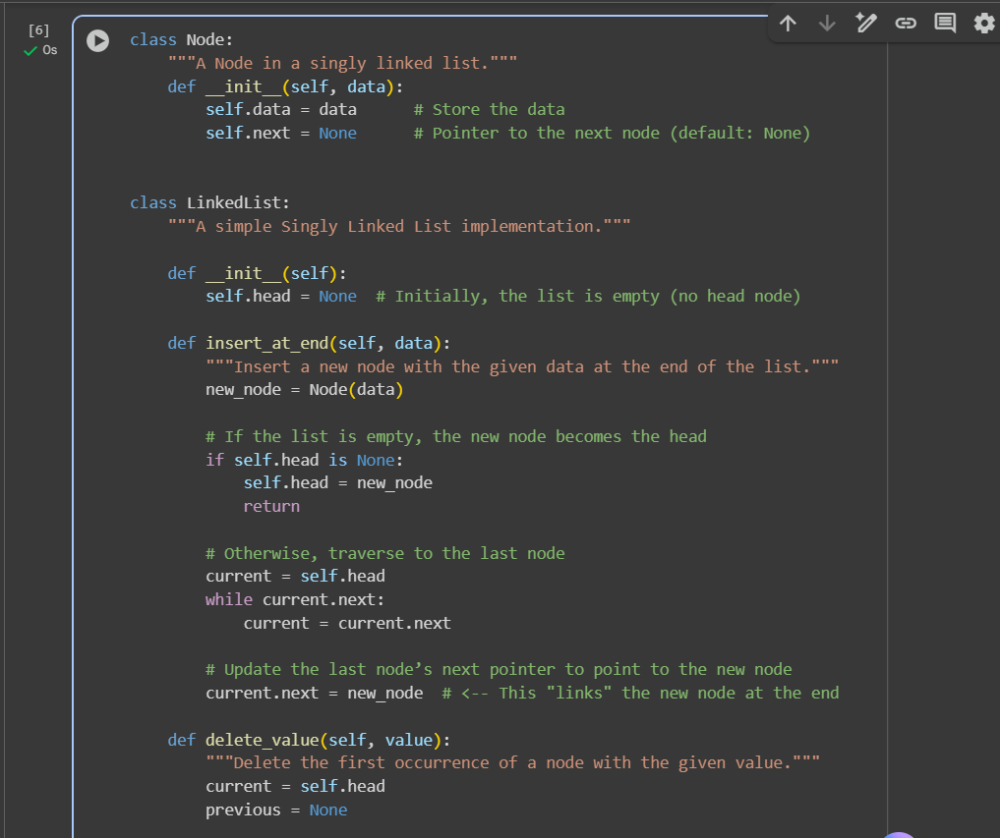 [6]
0s
class Node:
    """A Node in a singly linked list."""
    def __init__(self, data):
        self.data = data      # Store the data
        self.next = None      # Pointer to the next node (default: None)
class LinkedList:
    """A simple Singly Linked List implementation."""
    def __init__(self):
        self.head = None  # Initially, the list is empty (no head node)
    def insert_at_end(self, data):
        """Insert a new node with the given data at the end of the list."""
        new_node = Node(data)
        # If the list is empty, the new node becomes the head
        if self.head is None:
            self.head = new_node
            return
        # Otherwise, traverse to the last node
        current = self.head
        while current.next:
            current = current.next
        # Update the last node’s next pointer to point to the new node
        current.next = new_node  # <-- This "links" the new node at the end
    def delete_value(self, value):
        """Delete the first occurrence of a node with the given value."""
        current = self.head
        previous = None